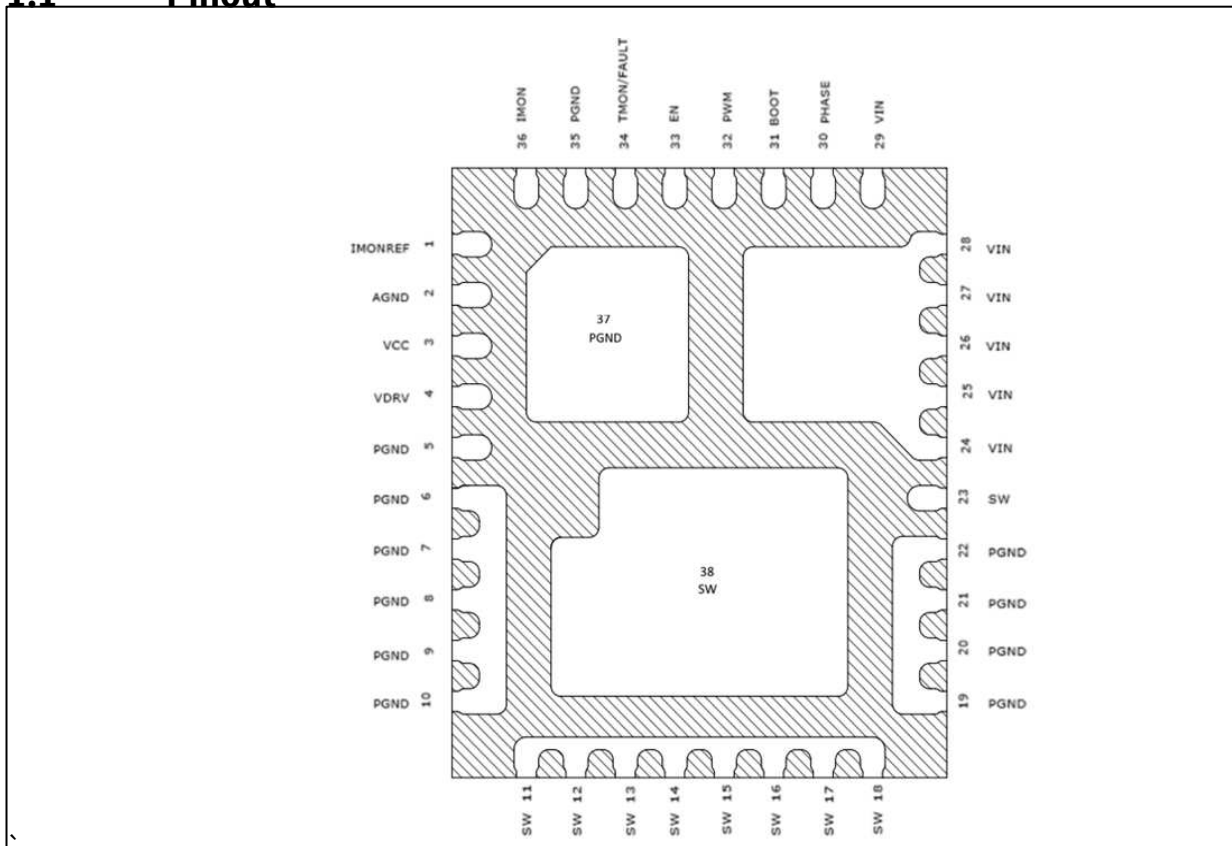 1.1 Pinout
36 IMON
35 PGND
34 TMON/FAULT
33 EN
32 PWM
31 BOOT
30 PHASE
29 VIN
IMONREF 1
AGND 2
VCC 3
VDRV 4
PGND 5
PGND 6
PGND 7
PGND 8
PGND 9
PGND 10
37
PGND
38
SW
28 VIN
27 VIN
26 VIN
25 VIN
24 VIN
23 SW
22 PGND
21 PGND
20 PGND
19 PGND
SW 11
SW 12
SW 13
SW 14
SW 15
SW 16
SW 17
SW 18
`